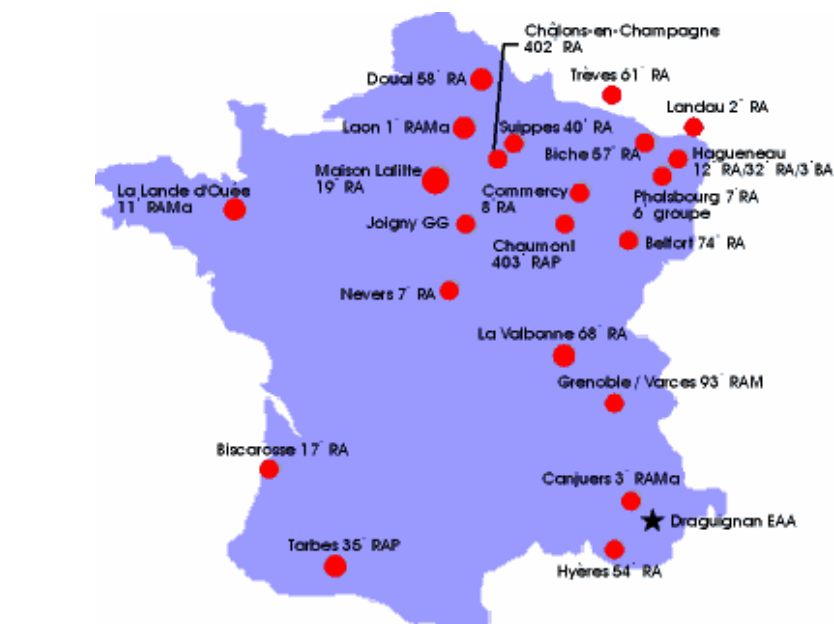 Châlons-en-Champagne
402° RA
Douai 58° RA
Trèves 61° RA
Landau 2° RA
Laon 1° RAMa
Suippes 40° RA
Biche 57° RA
Hagueneau
12° RA/32° RA/3°BA
Maison Lafitte
19° RA
Commercy
8°RA
Phalsbourg 7°RA
6° groupe
La Lande d'Ouée
11° RAMa
Joigny GG
Chaumont
403° RAP
Belfort 74° RA
Nevers 7° RA
La Valbonne 68° RA
Grenoble / Varces 93° RAM
Biscarosse 17° RA
Canjuers 3° RAMa
Draguignan EAA
Tarbes 35° RAP
Hyères 54° RA